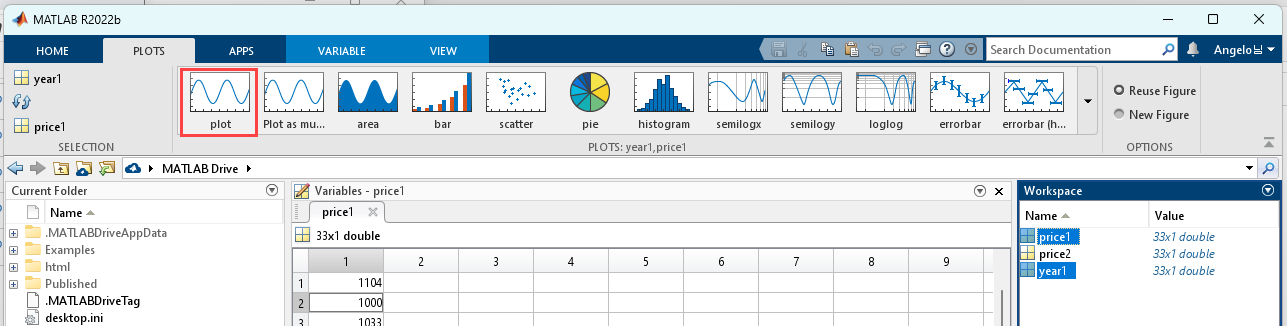 MATLAB R2022b
HOME PLOTS APPS VARIABLE VIEW Search Documentation Angelo
year1
price1
SELECTION
plot Plot as mu... area bar scatter pie histogram semilogx semilogy loglog errorbar errorbar (h...
PLOTS: year1,price1
Reuse Figure
New Figure
OPTIONS
MATLAB Drive
Current Folder
Name
.MATLABDriveAppData
Examples
html
Published
.MATLABDriveTag
desktop.ini
Variables - price1
price1
33x1 double
1 2 3 4 5 6 7 8 9
1 1104
2 1000
3 1033
Workspace
Name Value
price1 33x1 double
price2 33x1 double
year1 33x1 double